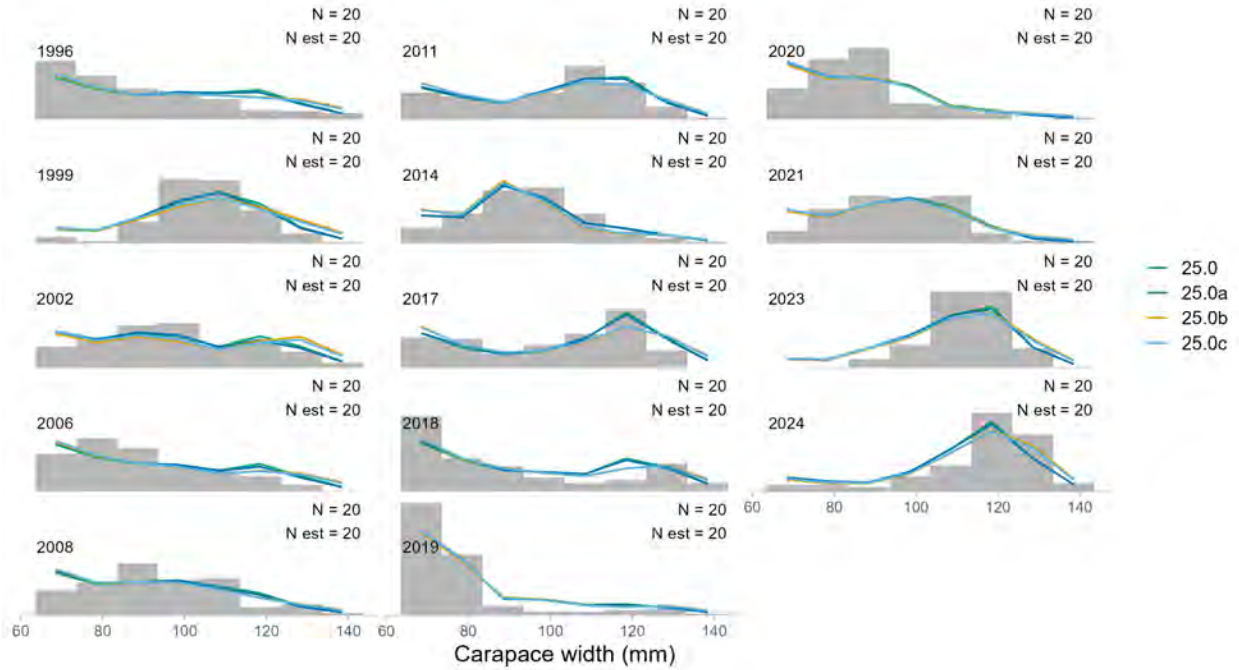 N = 20
N est = 20
1996
N = 20
N est = 20
2011
N = 20
N est = 20
2020
N = 20
N est = 20
1999
N = 20
N est = 20
2014
N = 20
N est = 20
2021
N = 20
N est = 20
2002
N = 20
N est = 20
2017
N = 20
N est = 20
2023
N = 20
N est = 20
2006
N = 20
N est = 20
2018
N = 20
N est = 20
2024
60 80 100 120 140
N = 20
N est = 20
2008
N = 20
N est = 20
2019
60 80 100 120 140
60 80 100 120 140
Carapace width (mm)
25.0
25.0a
25.0b
25.0c